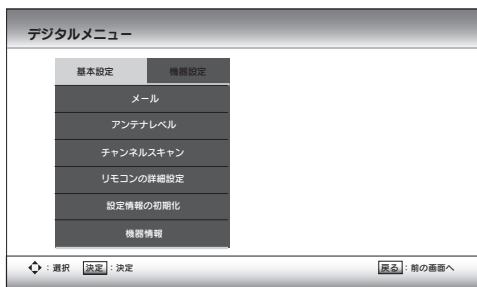 デジタルメニュー
基本設定 機器設定
メール
アンテナレベル
チャンネルスキャン
リモコンの詳細設定
設定情報の初期化
機器情報
：選択 決定：決定 戻る：前の画面へ